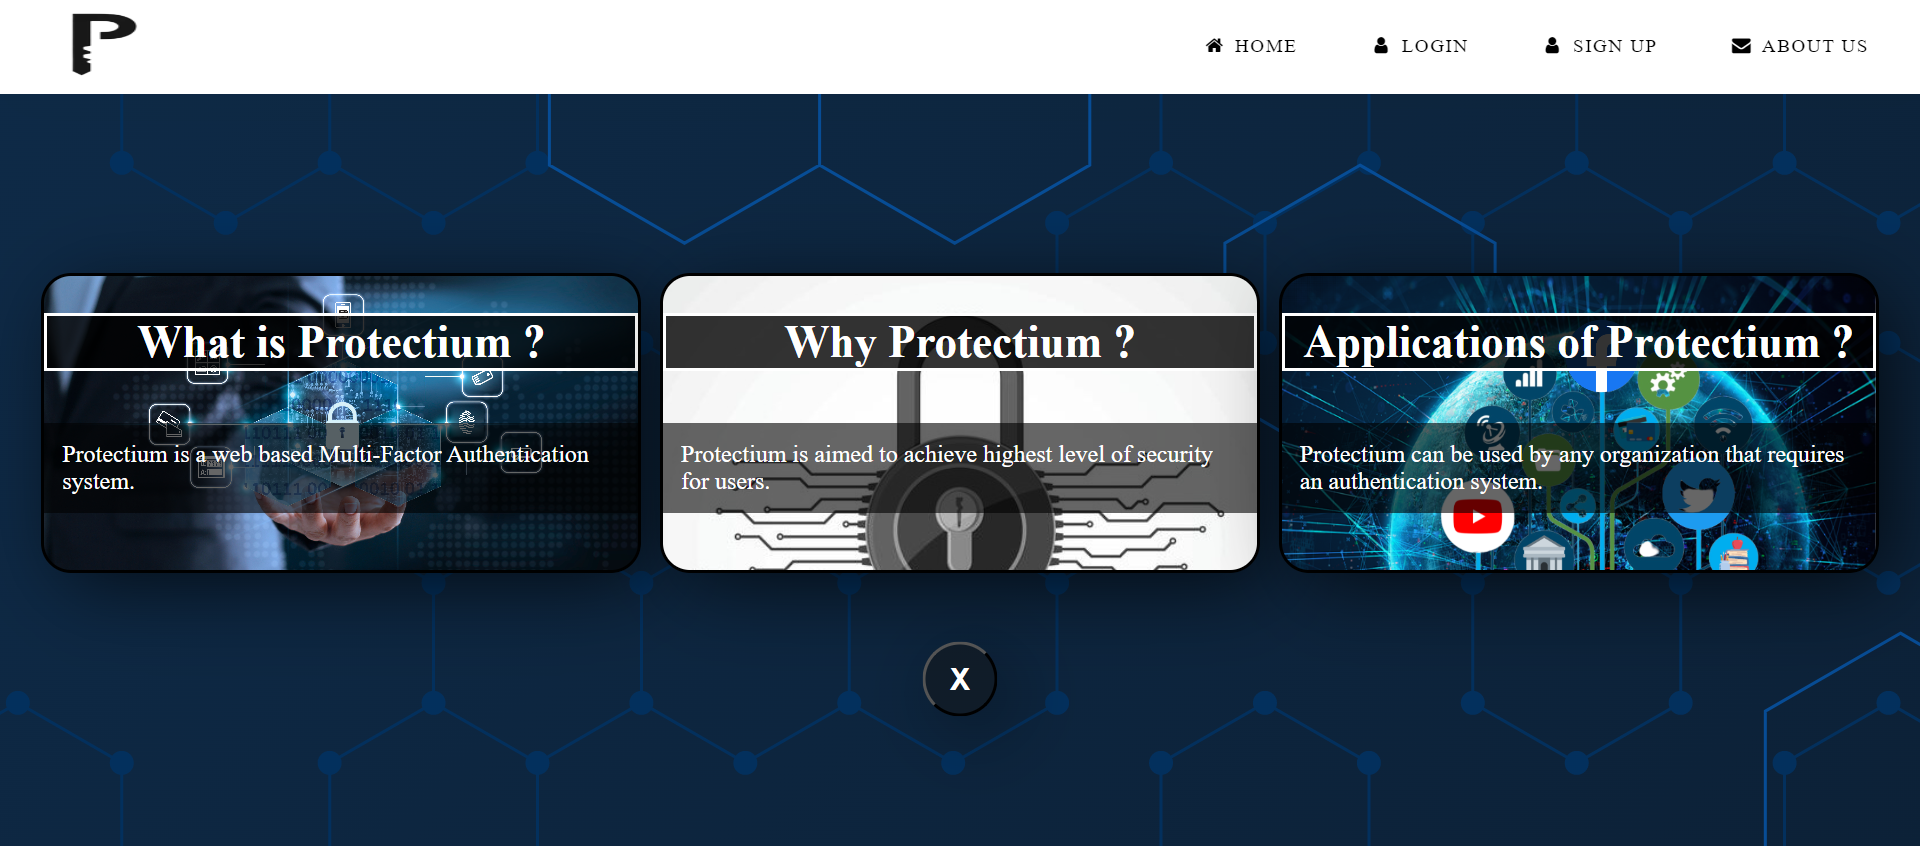 P
HOME
LOGIN
SIGN UP
ABOUT US
What is Protectium ?
Protectium is a web based Multi-Factor Authentication
system.
Why Protectium ?
Protectium is aimed to achieve highest level of security
for users.
Applications of Protectium ?
Protectium can be used by any organization that requires
an authentication system.
X